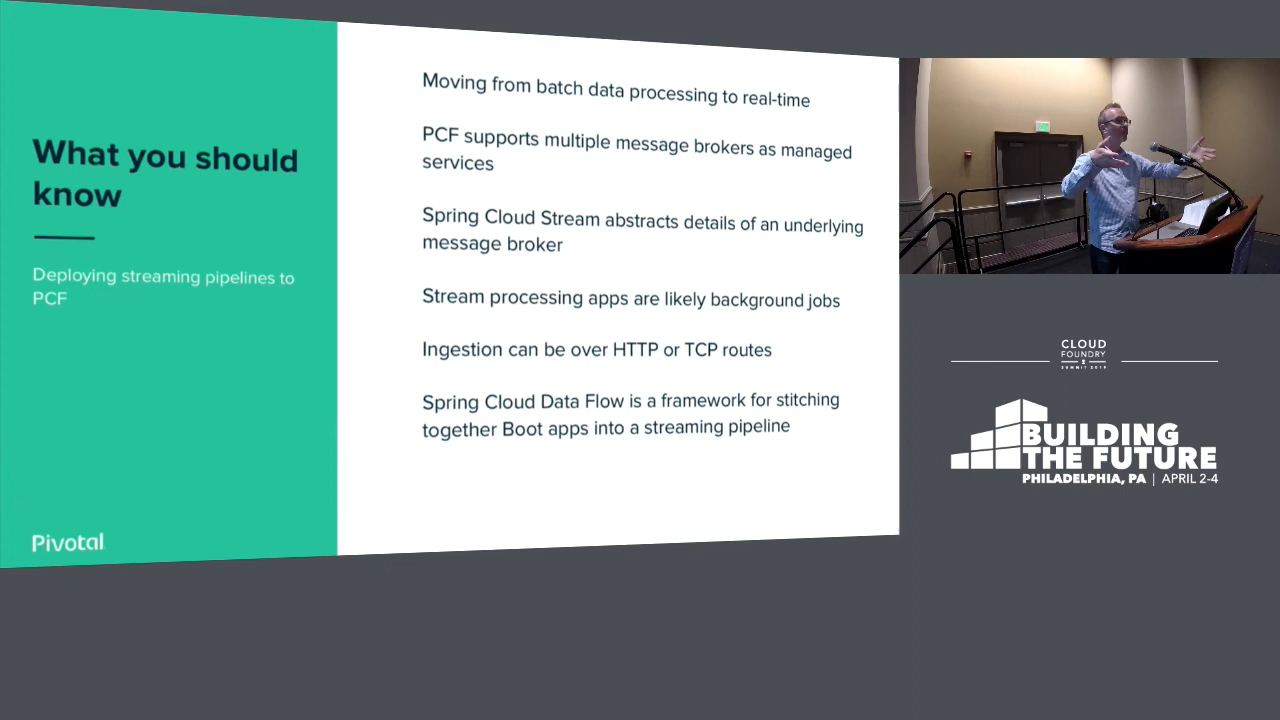 What you should
know
Deploying streaming pipelines to
PCF
Pivotal
Moving from batch data processing to real-time
PCF supports multiple message brokers as managed
services
Spring Cloud Stream abstracts details of an underlying
message broker
Stream processing apps are likely background jobs
Ingestion can be over HTTP or TCP routes
Spring Cloud Data Flow is a framework for stitching
together Boot apps into a streaming pipeline
CLOUD
FOUNDRY
SUMMIT 2019
BUILDING
THE FUTURE
PHILADELPHIA, PA | APRIL 2-4